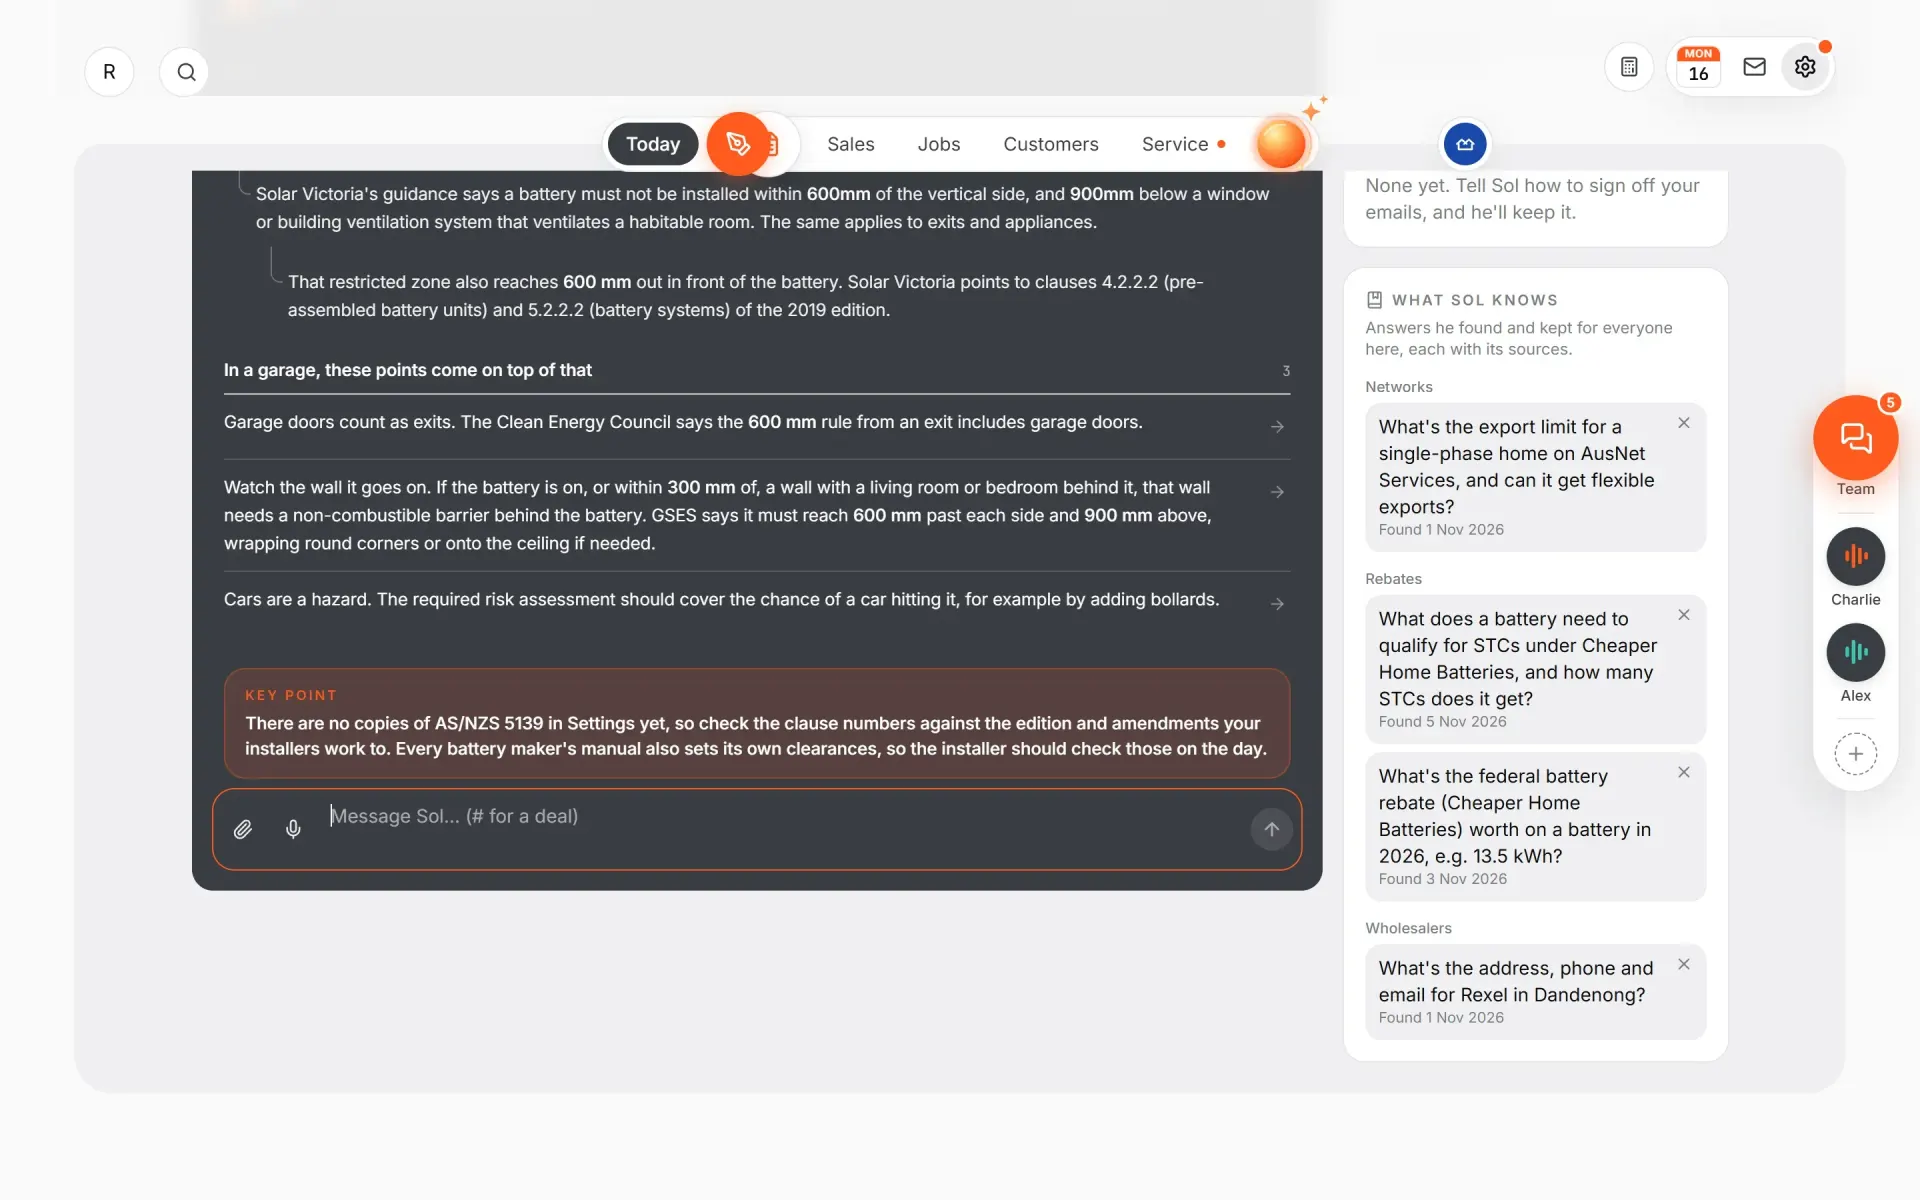 R
MON
16
Today
Sales
Jobs
Customers
Service
Solar Victoria's guidance says a battery must not be installed within 600mm of the vertical side, and 900mm below a window
or building ventilation system that ventilates a habitable room. The same applies to exits and appliances.
That restricted zone also reaches 600 mm out in front of the battery. Solar Victoria points to clauses 4.2.2.2 (pre-
assembled battery units) and 5.2.2.2 (battery systems) of the 2019 edition.
In a garage, these points come on top of that
3
Garage doors count as exits. The Clean Energy Council says the 600 mm rule from an exit includes garage doors.
Watch the wall it goes on. If the battery is on, or within 300 mm of, a wall with a living room or bedroom behind it, that wall
needs a non-combustible barrier behind the battery. GSES says it must reach 600 mm past each side and 900 mm above,
wrapping round corners or onto the ceiling if needed.
Cars are a hazard. The required risk assessment should cover the chance of a car hitting it, for example by adding bollards.
KEY POINT
There are no copies of AS/NZS 5139 in Settings yet, so check the clause numbers against the edition and amendments your
installers work to. Every battery maker's manual also sets its own clearances, so the installer should check those on the day.
Message Sol... (# for a deal)
None yet. Tell Sol how to sign off your
emails, and he'll keep it.
WHAT SOL KNOWS
Answers he found and kept for everyone
here, each with its sources.
Networks
What's the export limit for a
single-phase home on AusNet
Services, and can it get flexible
exports?
Found 1 Nov 2026
Rebates
What does a battery need to
qualify for STCs under Cheaper
Home Batteries, and how many
STCs does it get?
Found 5 Nov 2026
What's the federal battery
rebate (Cheaper Home
Batteries) worth on a battery in
2026, e.g. 13.5 kWh?
Found 3 Nov 2026
Wholesalers
What's the address, phone and
email for Rexel in Dandenong?
Found 1 Nov 2026
5
Team
Charlie
Alex